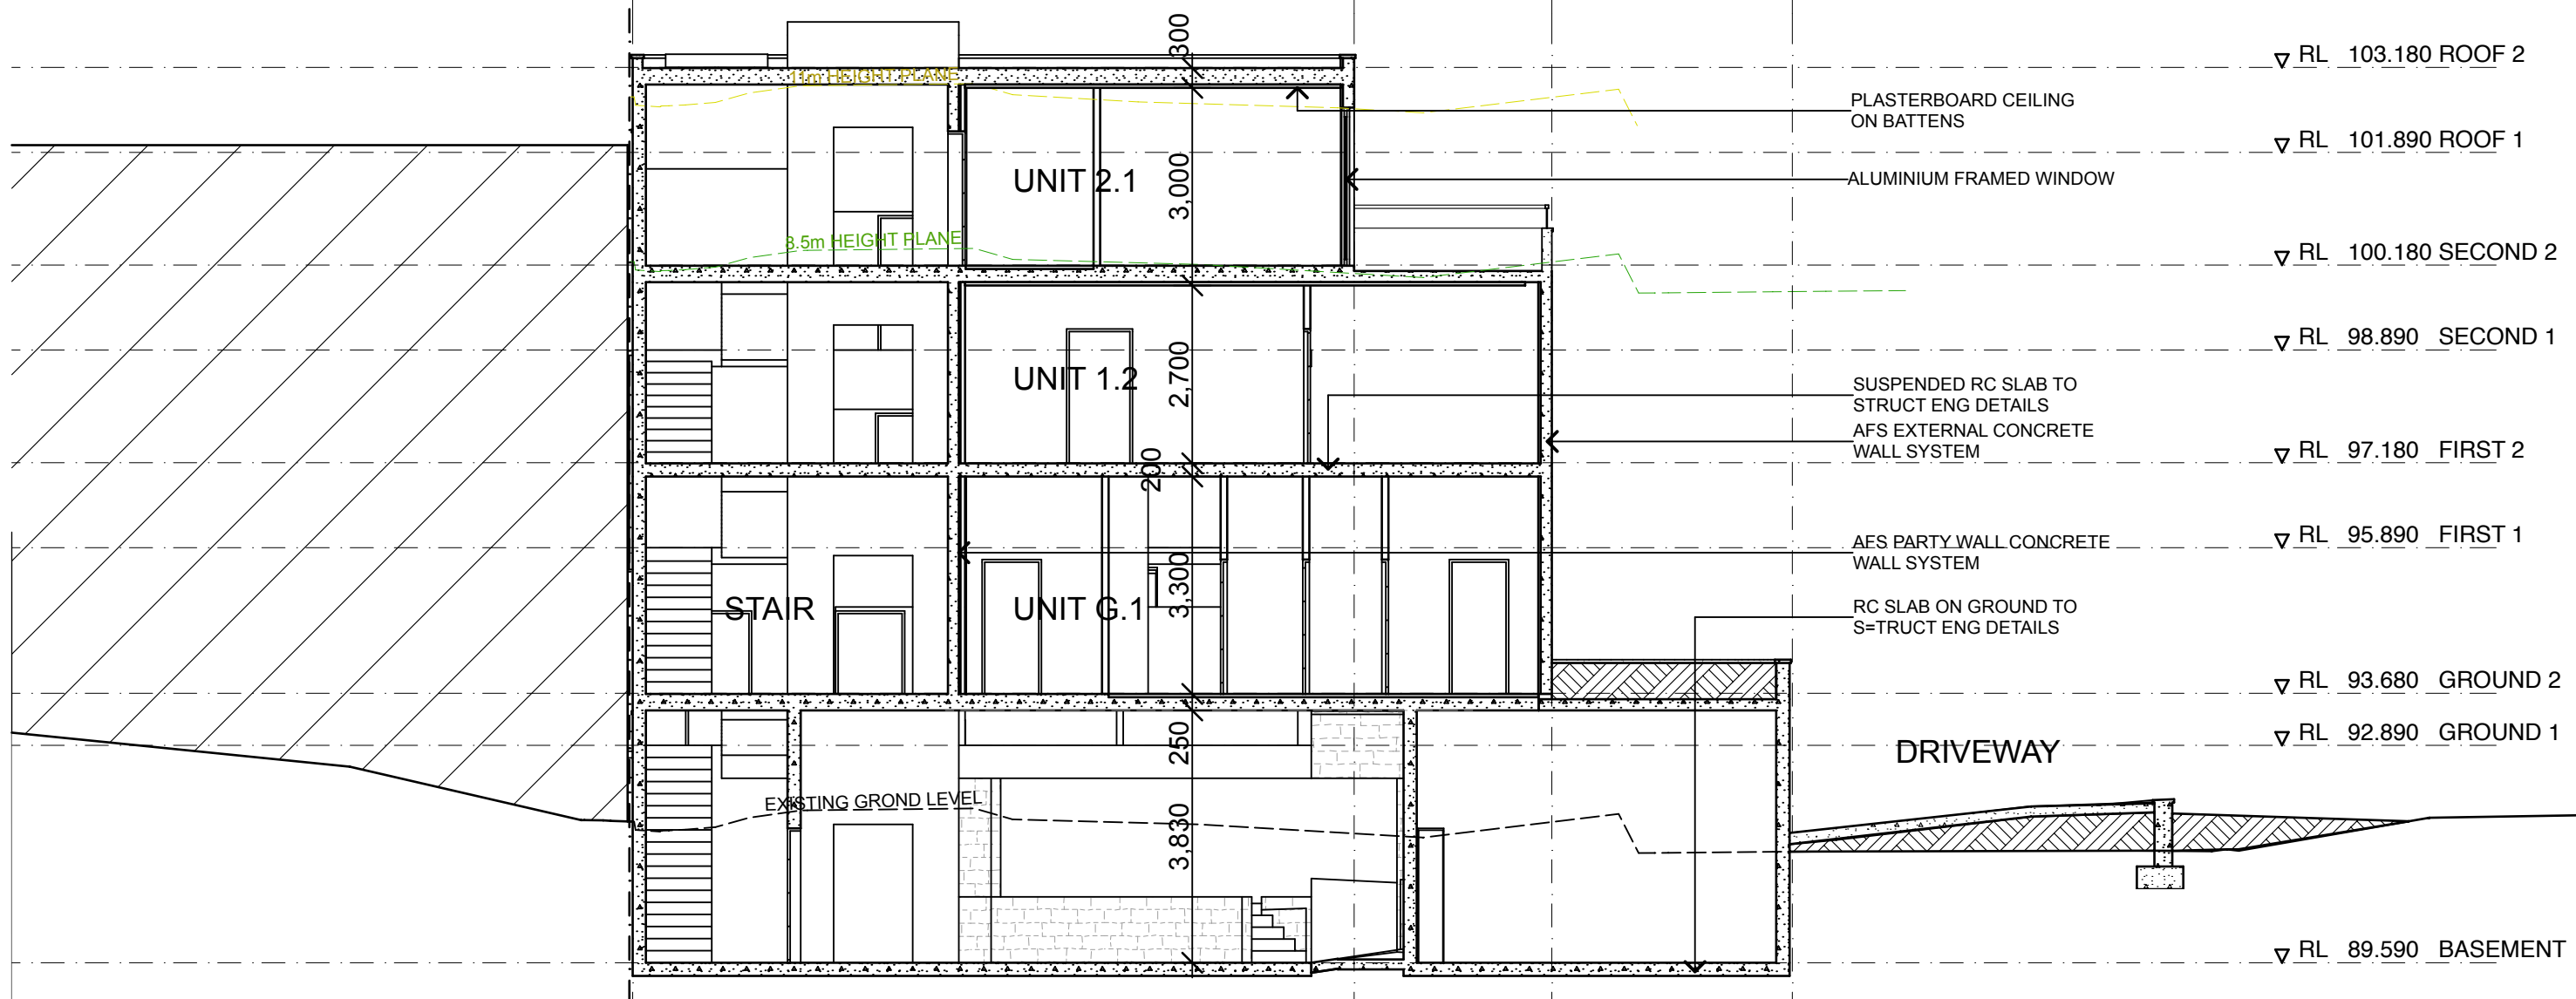 300
RL 103.180 ROOF 2
11m HEIGHT PLANE
PLASTERBOARD CEILING
ON BATTENS
RL 101.890 ROOF 1
UNIT 2.1
3,000
ALUMINIUM FRAMED WINDOW
8.5m HEIGHT PLANE
RL 100.180 SECOND 2
RL 98.890 SECOND 1
UNIT 1.2
2,700
SUSPENDED RC SLAB TO
STRUCT ENG DETAILS
AFS EXTERNAL CONCRETE
WALL SYSTEM
RL 97.180 FIRST 2
200
RL 95.890 FIRST 1
AFS PARTY WALL CONCRETE
WALL SYSTEM
STAIR
UNIT G.1
3,300
RC SLAB ON GROUND TO
S=TRUCT ENG DETAILS
RL 93.680 GROUND 2
250
RL 92.890 GROUND 1
DRIVEWAY
EXISTING GROND LEVEL
3,830
RL 89.590 BASEMENT